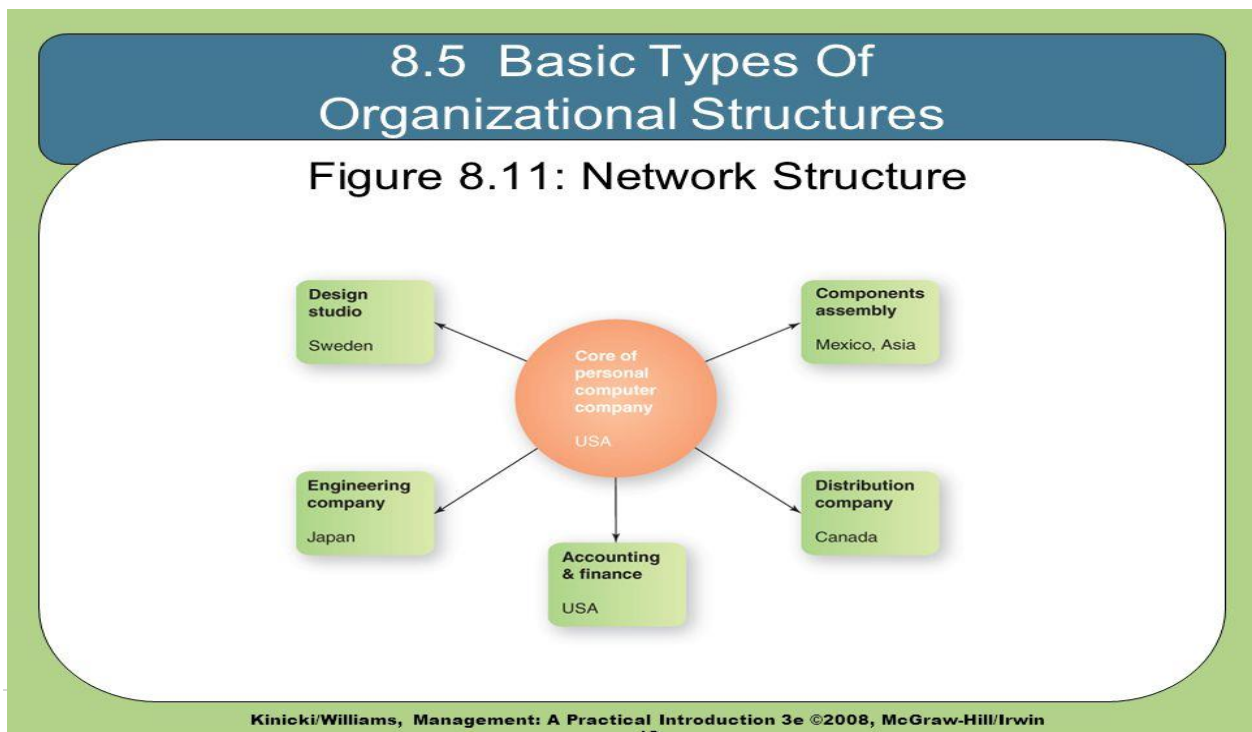 8.5 Basic Types Of
Organizational Structures
Figure 8.11: Network Structure
Design
studio
Sweden
Components
assembly
Mexico, Asia
Core of
personal
computer
company
USA
Engineering
company
Japan
Distribution
company
Canada
Accounting
& finance
USA
Kinicki/Williams, Management: A Practical Introduction 3e ©2008, McGraw-Hill/Irwin